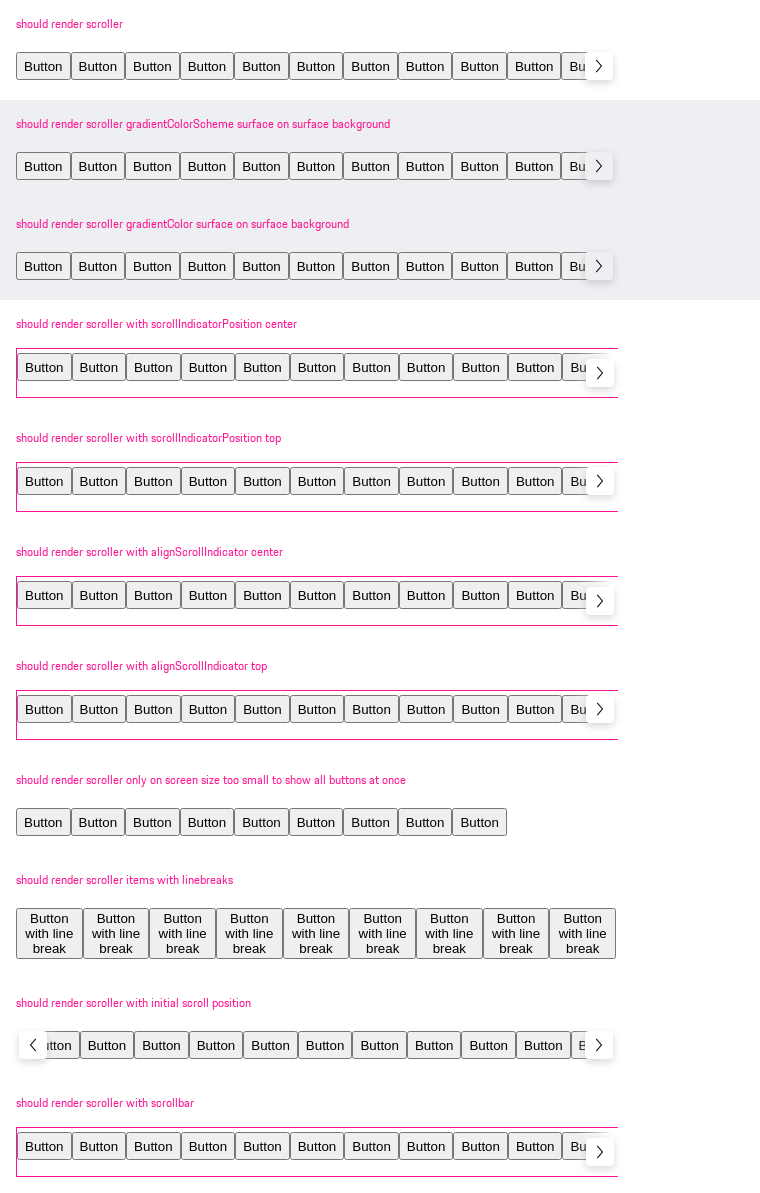 should render scroller
Button Button Button Button Button Button Button Button Button Button Bu
should render scroller gradientColorScheme surface on surface background
Button Button Button Button Button Button Button Button Button Button Bu
should render scroller gradientColor surface on surface background
Button Button Button Button Button Button Button Button Button Button Bu
should render scroller with scrollIndicatorPosition center
Button Button Button Button Button Button Button Button Button Button Bu
should render scroller with scrollIndicatorPosition top
Button Button Button Button Button Button Button Button Button Button Bu
should render scroller with alignScrollIndicator center
Button Button Button Button Button Button Button Button Button Button Bu
should render scroller with alignScrollIndicator top
Button Button Button Button Button Button Button Button Button Button Bu
should render scroller only on screen size too small to show all buttons at once
Button Button Button Button Button Button Button Button Button
should render scroller items with linebreaks
Button Button Button Button Button Button Button Button Button
with line with line with line with line with line with line with line with line with line
break break break break break break break break break
should render scroller with initial scroll position
utton Button Button Button Button Button Button Button Button Button B
should render scroller with scrollbar
Button Button Button Button Button Button Button Button Button Button Bu